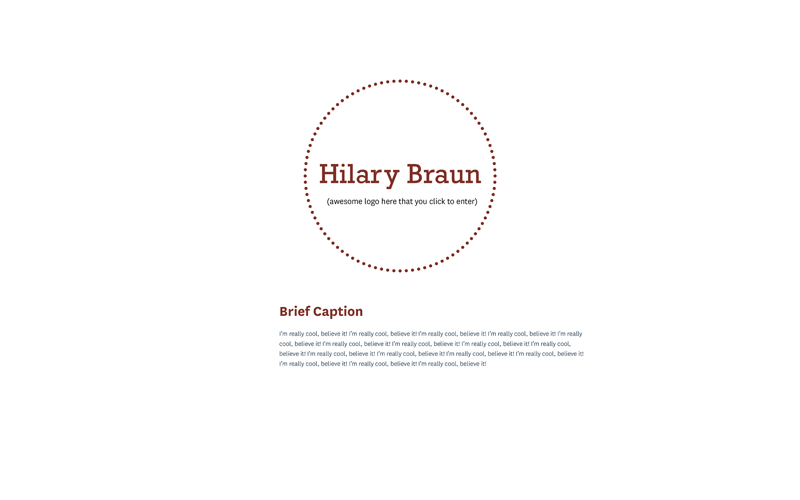 Hilary Braun
(awesome logo here that you click to enter)
Brief Caption
I'm really cool, believe it! I'm really cool, believe it! I'm really cool, believe it! I'm really cool, believe it! I'm really
cool, believe it! I'm really cool, believe it! I'm really cool, believe it! I'm really cool, believe it! I'm really cool,
believe it! I'm really cool, believe it! I'm really cool, believe it! I'm really cool, believe it! I'm really cool, believe it!
I'm really cool, believe it! I'm really cool, believe it! I'm really cool, believe it!